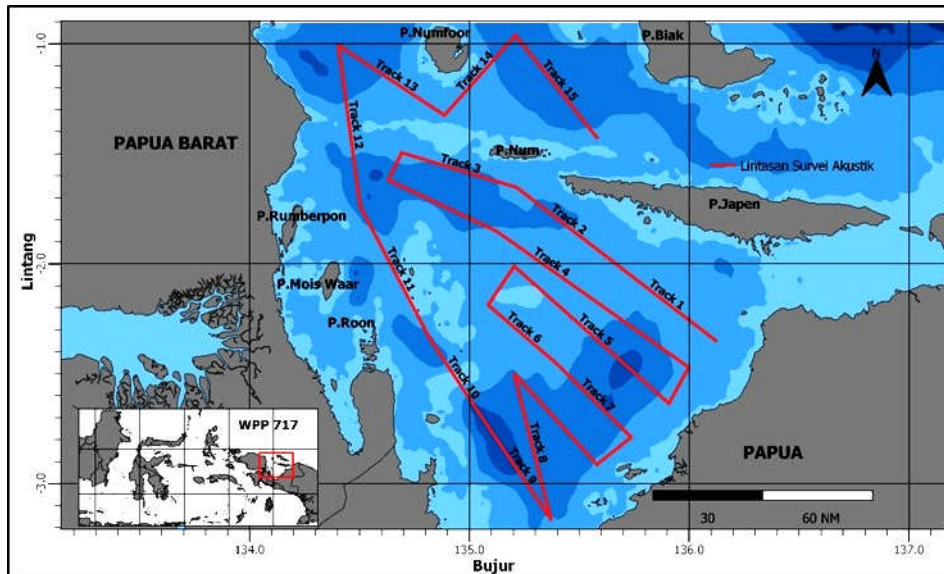 -1.0
P.Numfoor
P.Biak
N
Track 13
Track 14
Track 15
Track 12
PAPUA BARAT
P.Num
Track 3
Lintasan Survei Akustik
P.Rumberpon
P.Japen
Track 2
Lintang
-2.0
Track 4
P.Mois Waar
Track 11
Track 1
P.Roon
Track 6
Track 5
Track 10
Track 7
WPP 717
Track 8
PAPUA
-3.0
Track 9
30
60 NM
134.0
135.0
136.0
137.0
Bujur